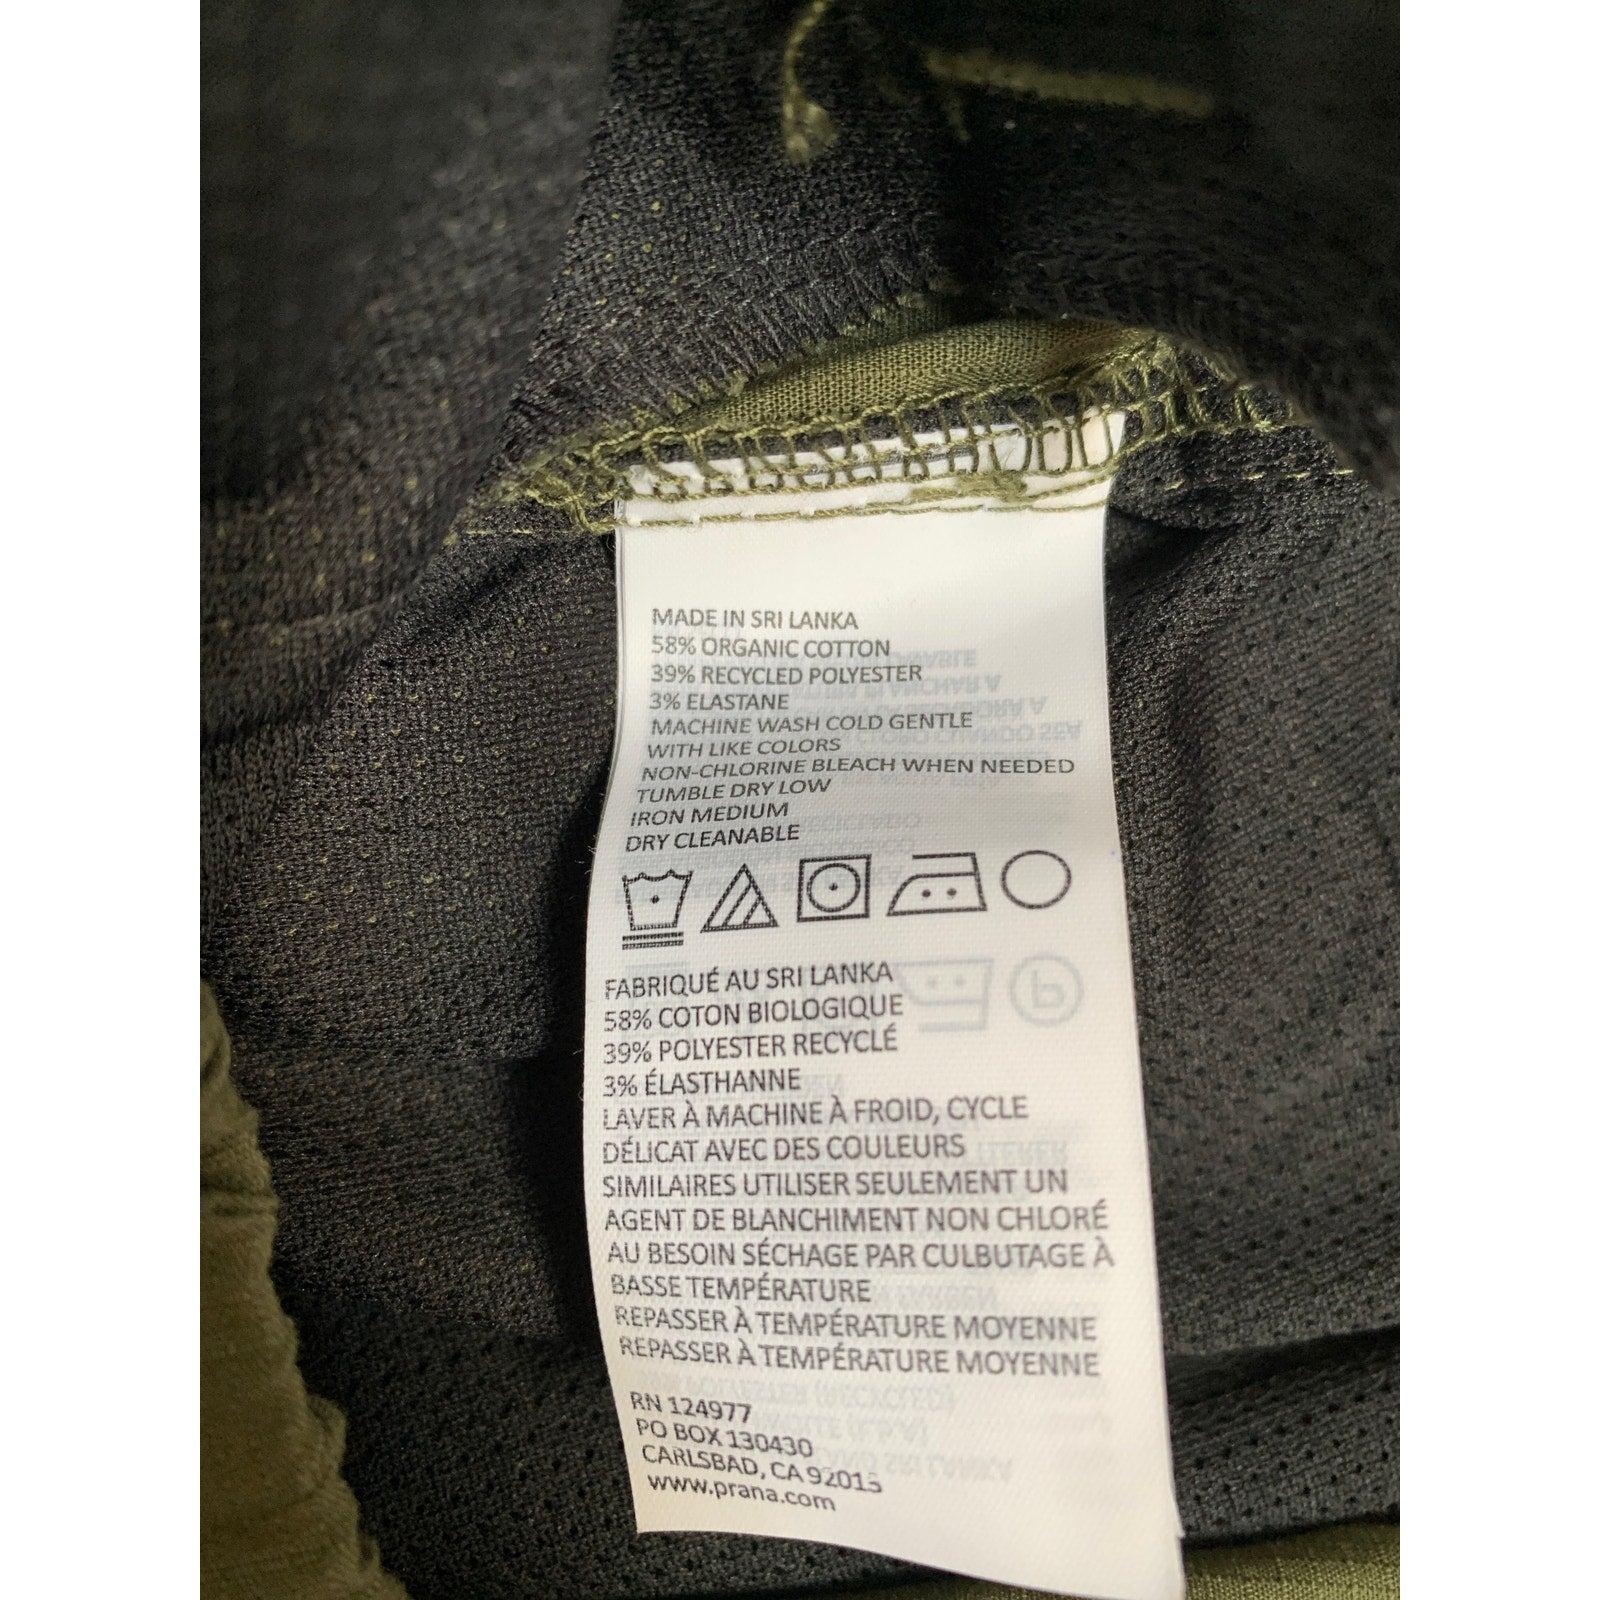 MADE IN SRI LANKA
58% ORGANIC COTTON
39% RECYCLED POLYESTER
3% ELASTANE
MACHINE WASH COLD GENTLE
WITH LIKE COLORS
NON-CHLORINE BLEACH WHEN NEEDED
TUMBLE DRY LOW
IRON MEDIUM
DRY CLEANABLE
FABRIQUÉ AU SRI LANKA
58% COTON BIOLOGIQUE
39% POLYESTER RECYCLÉ
3% ÉLASTHANNE
LAVER À MACHINE À FROID, CYCLE
DÉLICAT AVEC DES COULEURS
SIMILAIRES UTILISER SEULEMENT UN
AGENT DE BLANCHIMENT NON CHLORÉ
AU BESOIN SÉCHAGE PAR CULBUTAGE À
BASSE TEMPÉRATURE
REPASSER À TEMPÉRATURE MOYENNE
REPASSER À TEMPÉRATURE MOYENNE
RN 124977
PO BOX 130430
CARLSBAD, CA 92013
www.prana.com